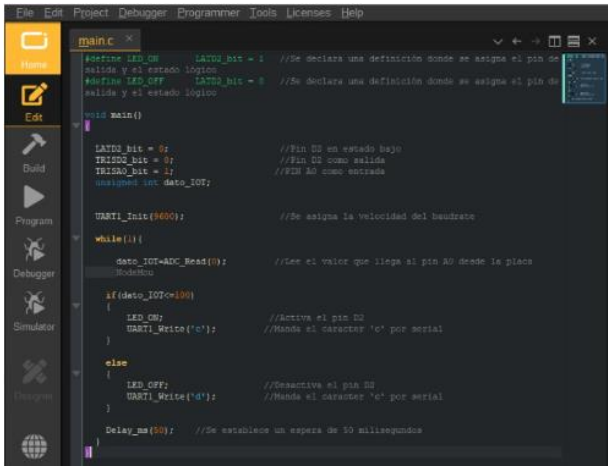 File Edit Project Debugger Programmer Tools Licenses Help
main.c ×
Home
Edit
Build
Program
Debugger
Simulator
Designer
#define LED_ON LATD2_bit = 1 //Se declara una definición donde se asigna el pin de
salida y el estado lógico
#define LED_OFF LATD2_bit = 0 //Se declara una definición donde se asigna el pin de
salida y el estado lógico
void main()
{
LATD2_bit = 0; //Pin D2 en estado bajo
TRISD2_bit = 0; //Pin D2 como salida
TRISA0_bit = 1; //PIN A0 como entrada
unsigned int dato_IOT;
UART1_Init(9600); //Se asigna la velocidad del baudrate
while(1){
dato_IOT=ADC_Read(0); //Lee el valor que llega al pin A0 desde la placa
NodeMcu
if(dato_IOT<=100)
{
LED_ON; //Activa el pin D2
UART1_Write("c"); //Manda el caracter 'c' por serial
}
else
{
LED_OFF; //Desactiva el pin D2
UART1_Write("d"); //Manda el caracter 'c' por serial
}
Delay_ms(50); //Se establece un espera de 50 milisegundos
}
}